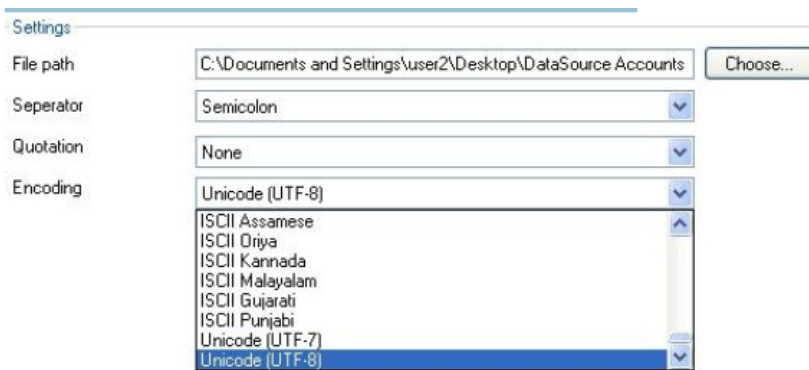 Settings
File path C:\Documents and Settings\user2\Desktop\DataSource Accounts Choose...
Seperator Semicolon
Quotation None
Encoding Unicode (UTF-8)
ISCII Assamese
ISCII Oriya
ISCII Kannada
ISCII Malayalam
ISCII Gujarati
ISCII Punjabi
Unicode (UTF-7)
Unicode (UTF-8)